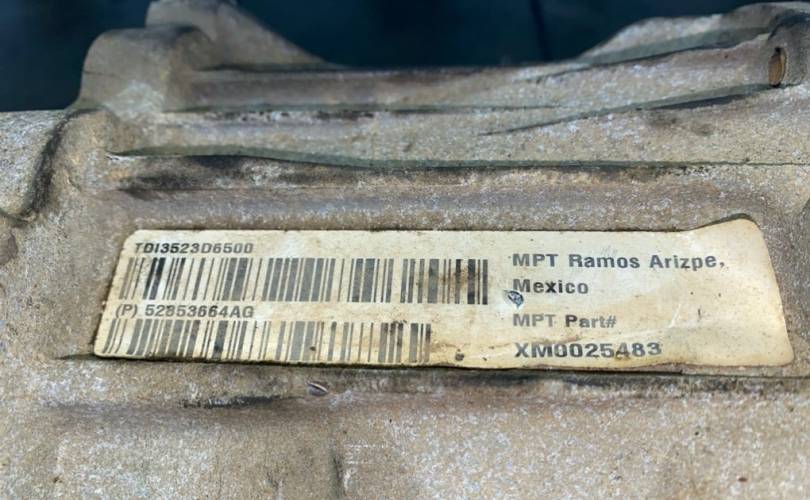 TDI3523D6500
(P) 52853664AG
MPT Ramos Arizpe,
Mexico
MPT Part#
XM0025483